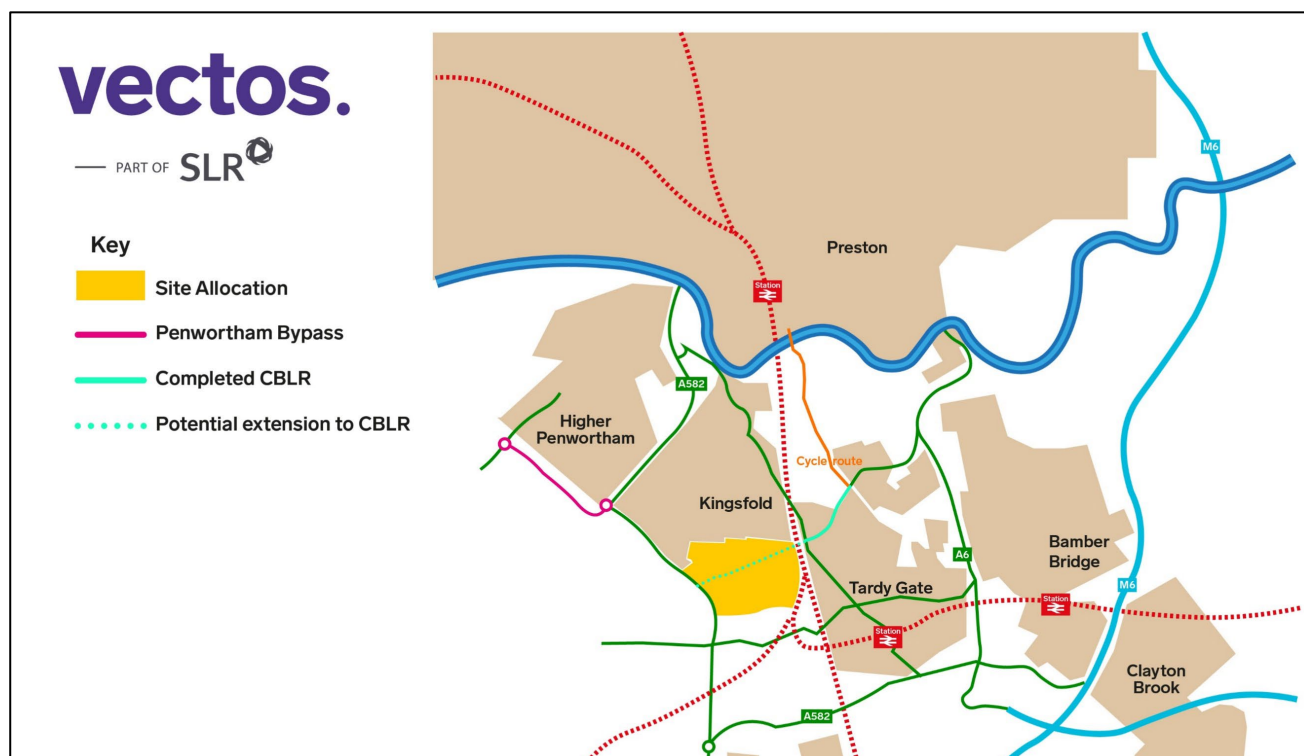 vectos.
PART OF SLR
Key
Site Allocation
Penwortham Bypass
Completed CBLR
Potential extension to CBLR
M6
Preston
Station
A582
Higher
Penwortham
Cycle route
Kingsfold
Bamber
Bridge
A6
Tardy Gate
M6
Station
Station
Clayton
Brook
A582